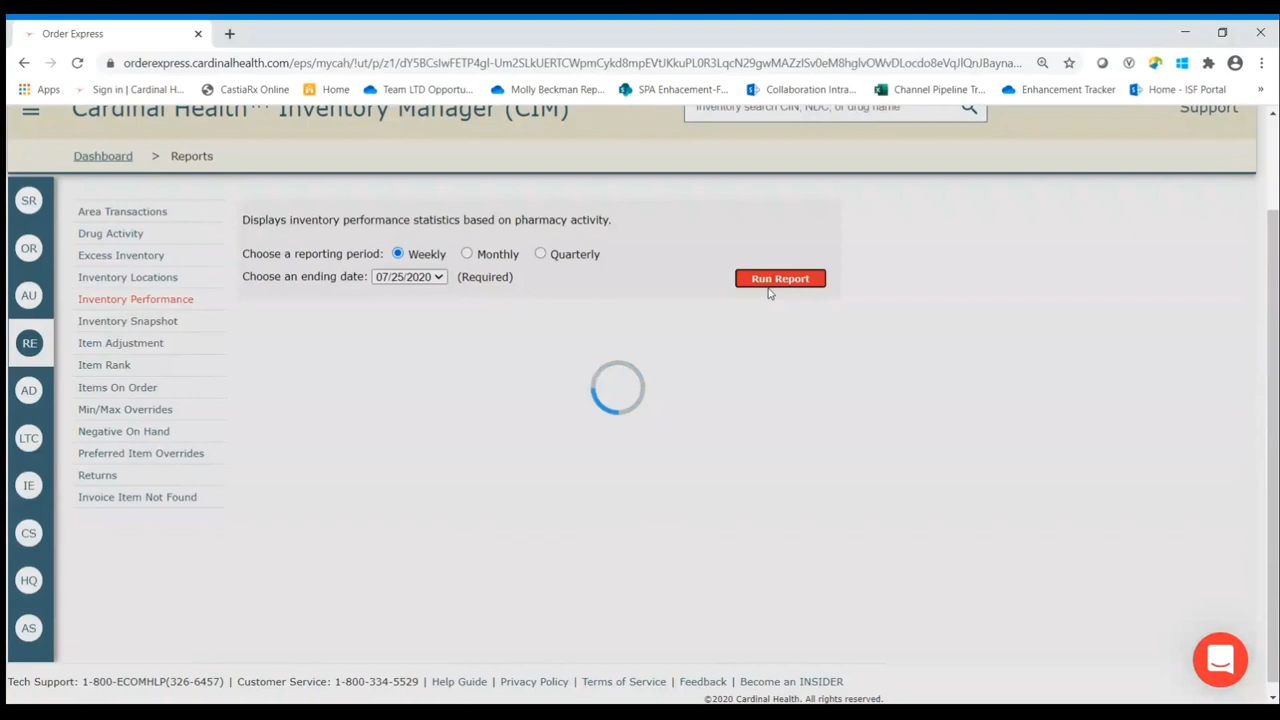 Order Express
orderexpress.cardinalhealth.com/eps/mycah/!ut/p/z1/dY5BCsIwFETP4gl-Um2SLkUERTCWpmCykd8mpEVtUKkuPL0R3LqcN29gwMAZzISv0eM8hglvOWvDLocdo8eVqJlQnJBayna...
Apps
Sign in | Cardinal H...
CastiaRx Online
Home
Team LTD Opportu...
Molly Beckman Rep...
SPA Enhacement-F...
Collaboration Intra...
Channel Pipeline Tr...
Enhancement Tracker
Home - ISF Portal
»
Cardinal Health™ Inventory Manager (CIM)
Inventory search CIN, NDC, or drug name
Support
Dashboard > Reports
SR
OR
AU
RE
AD
LTC
IE
CS
HQ
AS
Area Transactions
Drug Activity
Excess Inventory
Inventory Locations
Inventory Performance
Inventory Snapshot
Item Adjustment
Item Rank
Items On Order
Min/Max Overrides
Negative On Hand
Preferred Item Overrides
Returns
Invoice Item Not Found
Displays inventory performance statistics based on pharmacy activity.
Choose a reporting period: Weekly Monthly Quarterly
Choose an ending date: 07/25/2020 (Required)
Run Report
Tech Support: 1-800-ECOMHLP(326-6457) | Customer Service: 1-800-334-5529 | Help Guide | Privacy Policy | Terms of Service | Feedback | Become an INSIDER
©2020 Cardinal Health. All rights reserved.